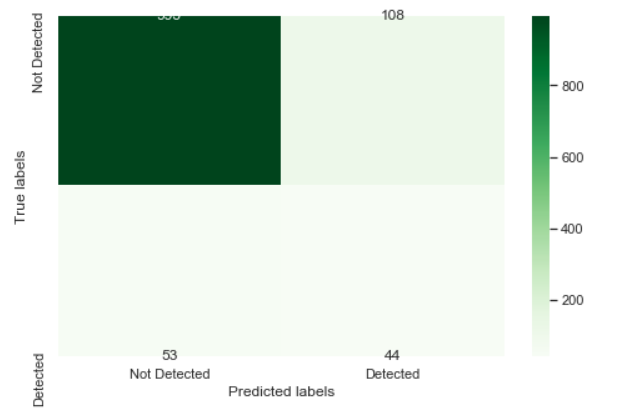 108
Not Detected
True labels
Detected
800
600
400
200
53
44
Not Detected
Detected
Predicted labels